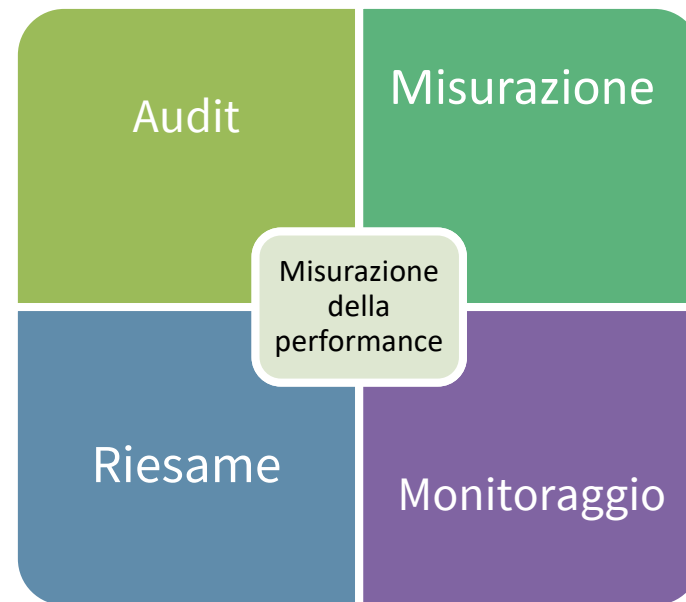 Audit
Misurazione
Misurazione
della
performance
Riesame
Monitoraggio